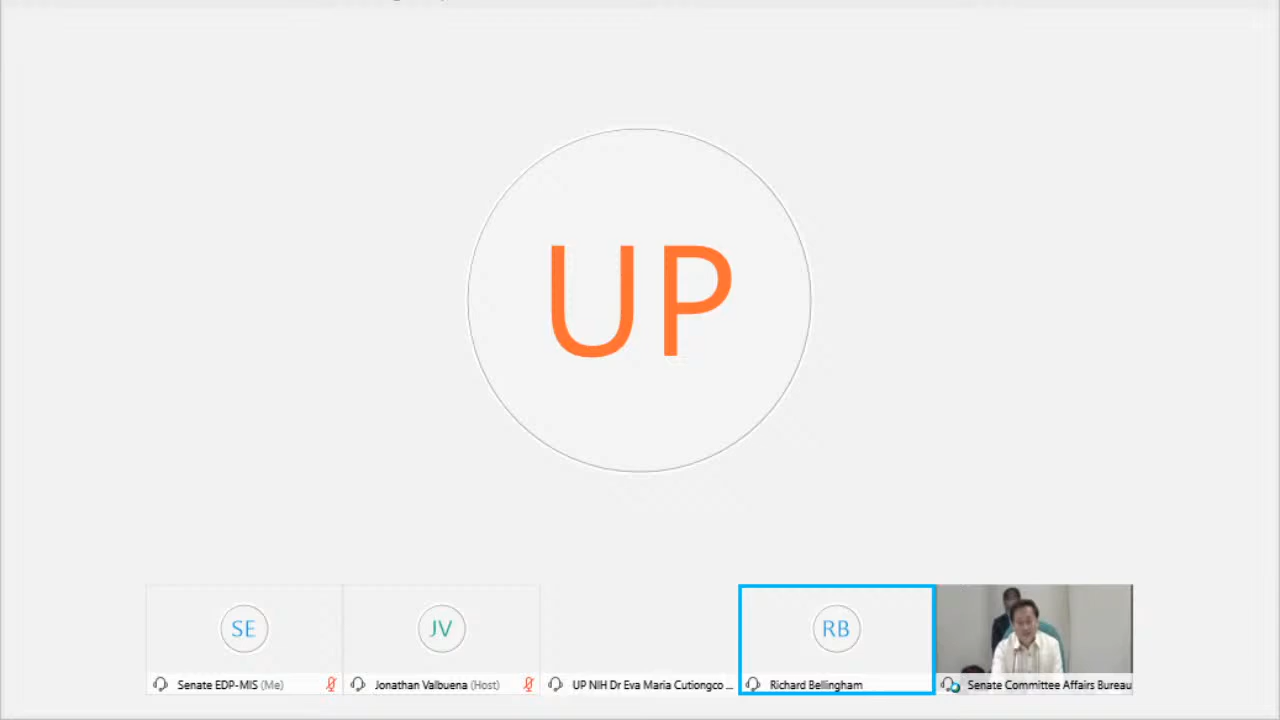 UP
SE
JV
RB
Senate EDP-MIS (Me)
Jonathan Valbuena (Host)
UP NIH Dr Eva Maria Cutiongco ...
Richard Bellingham
Senate Committee Affairs Bureau